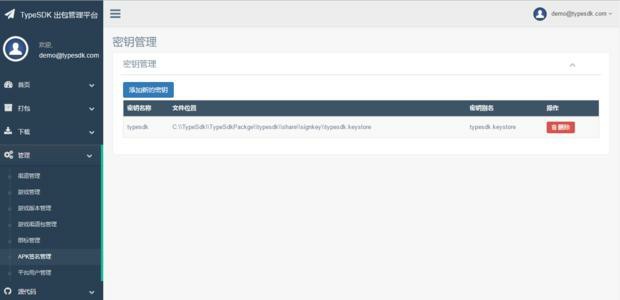 TypeSDK 出包管理平台
欢迎,
demo@typesdk.com
首页
打包
下载
管理
渠道管理
游戏管理
游戏版本管理
游戏渠道包管理
图标管理
APK签名管理
平台用户管理
源代码
demo@typesdk.com
密钥管理
密钥管理
添加新的密钥
密钥名称 文件位置 密钥别名 操作
typesdk C:\\TypeSdk\\TypeSdkPackge\\typesdk\\share\\signkey\\typesdk.keystore typesdk.keystore 删除